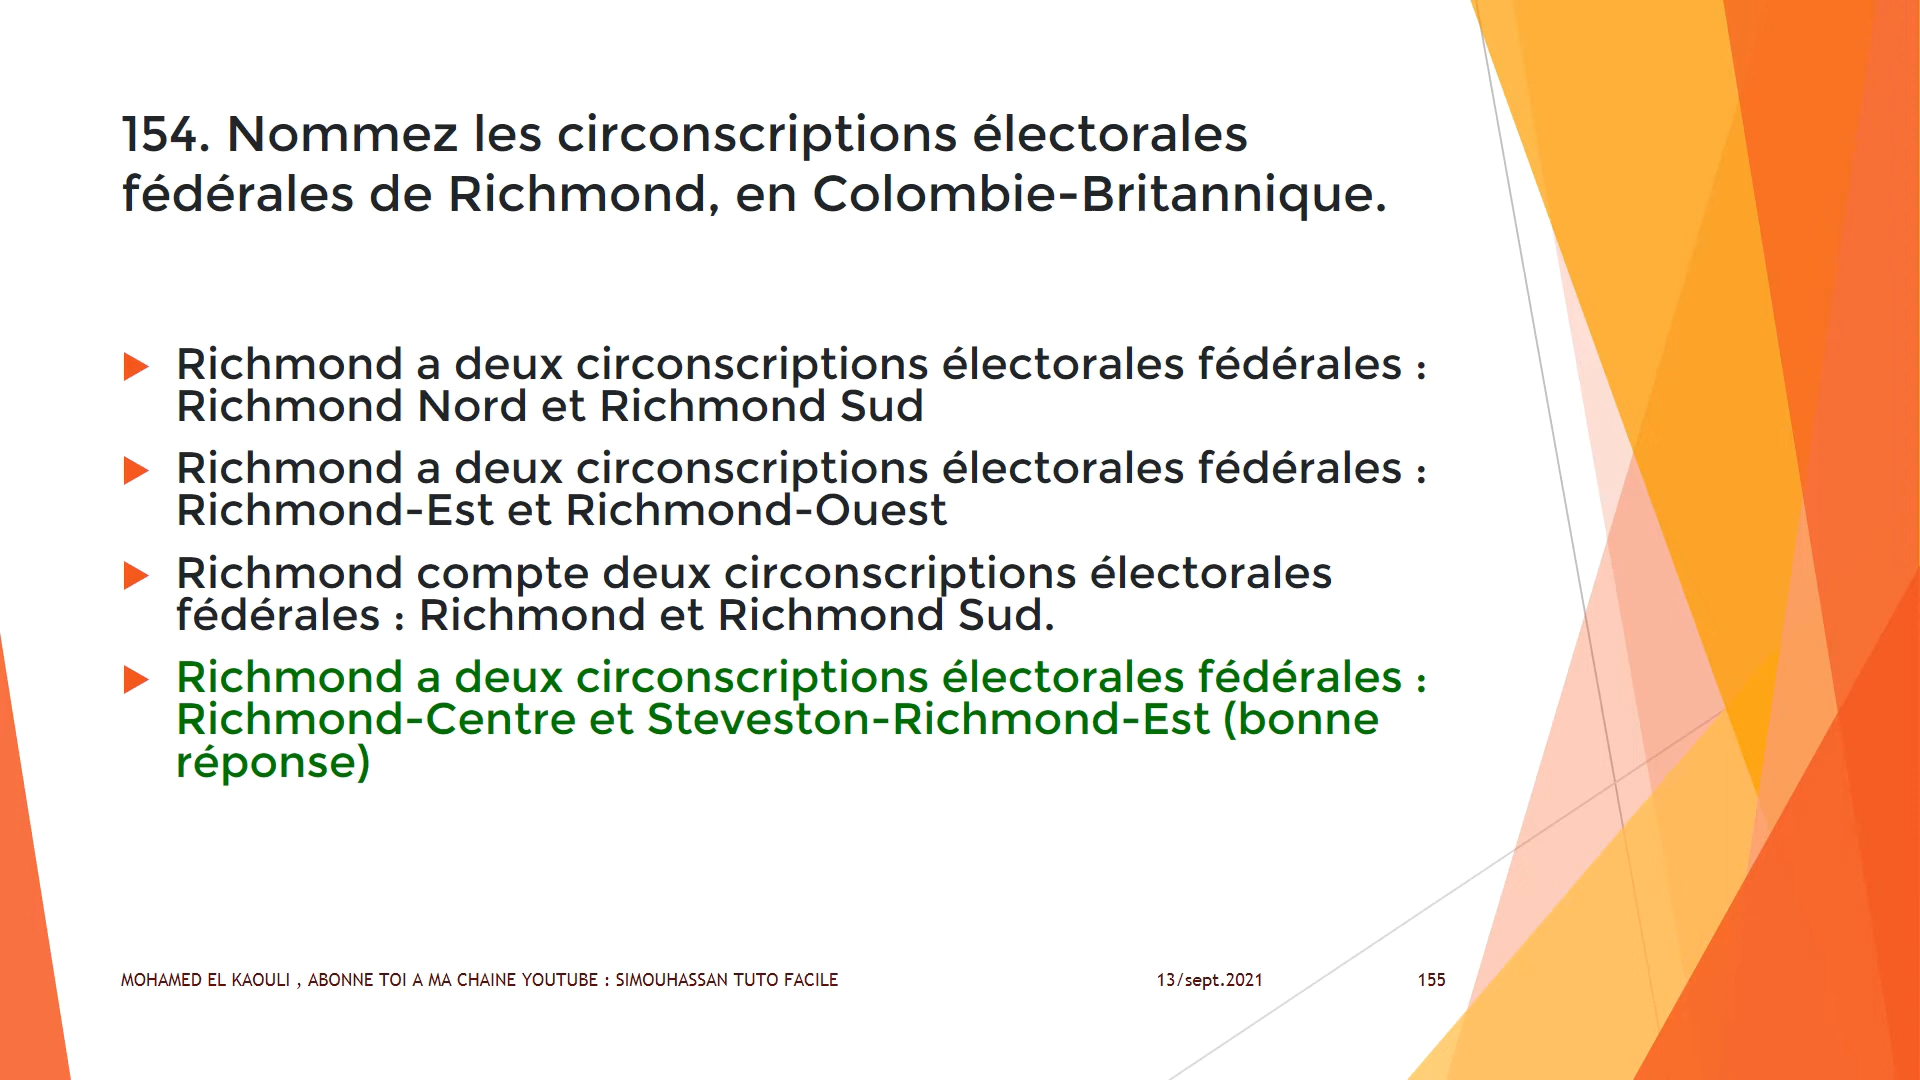 154. Nommez les circonscriptions électorales
fédérales de Richmond, en Colombie-Britannique.
Richmond a deux circonscriptions électorales fédérales :
Richmond Nord et Richmond Sud
Richmond a deux circonscriptions électorales fédérales :
Richmond-Est et Richmond-Ouest
Richmond compte deux circonscriptions électorales
fédérales : Richmond et Richmond Sud.
Richmond a deux circonscriptions électorales fédérales :
Richmond-Centre et Steveston-Richmond-Est (bonne
réponse)
MOHAMED EL KAOULI , ABONNE TOI A MA CHAINE YOUTUBE : SIMOUHASSAN TUTO FACILE 13/sept.2021 155